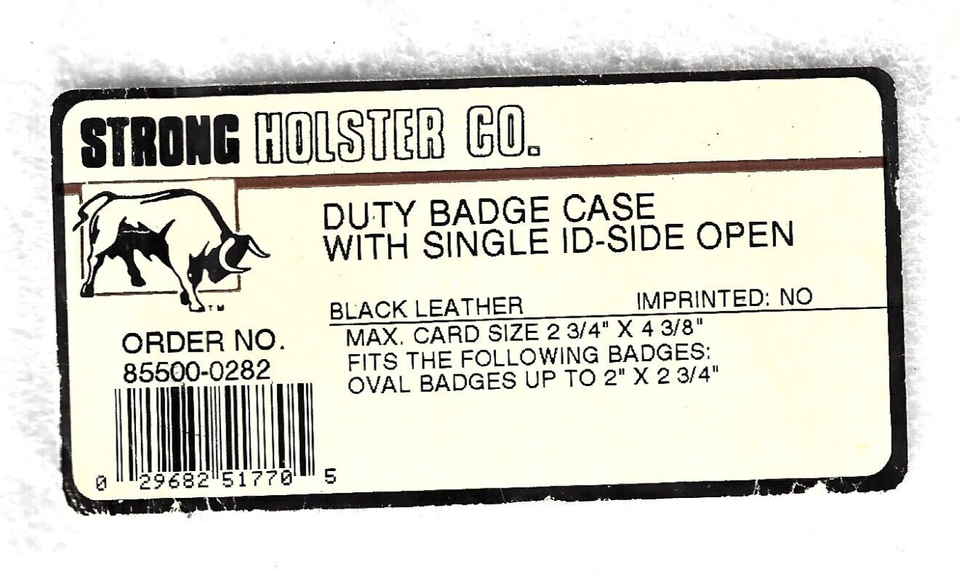 STRONG HOLSTER CO.
DUTY BADGE CASE
WITH SINGLE ID-SIDE OPEN
BLACK LEATHER IMPRINTED: NO
MAX. CARD SIZE 2 3/4" X 4 3/8"
FITS THE FOLLOWING BADGES:
OVAL BADGES UP TO 2" X 2 3/4"
TM
ORDER NO.
85500-0282
0 29682 51770 5